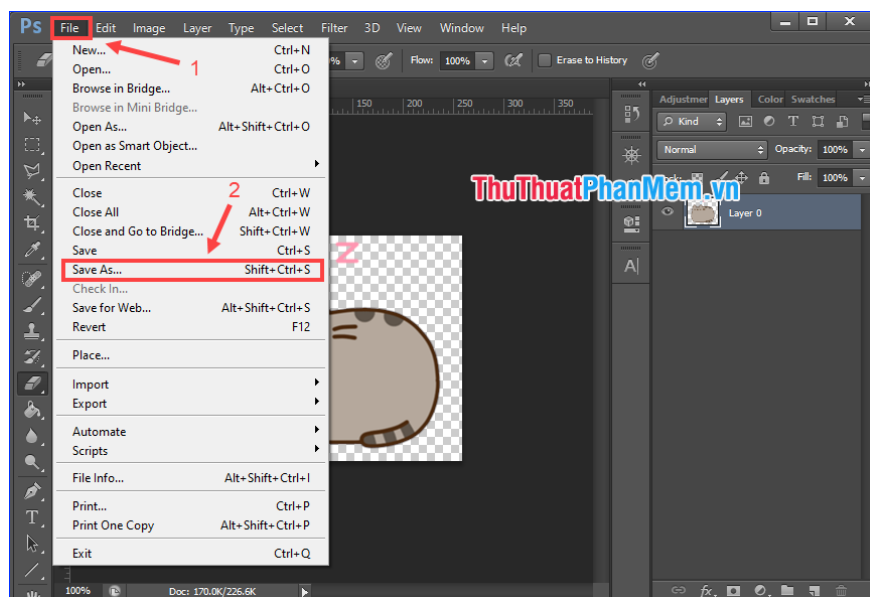 Ps File Edit Image Layer Type Select Filter 3D View Window Help
1
New... Ctrl+N
Open... Ctrl+O
Browse in Bridge... Alt+Ctrl+O
Browse in Mini Bridge...
Open As... Alt+Shift+Ctrl+O
Open as Smart Object...
Open Recent
Close Ctrl+W
Close All Alt+Ctrl+W
Close and Go to Bridge... Shift+Ctrl+W
2
Save Ctrl+S
Save As... Shift+Ctrl+S
Check In...
Save for Web... Alt+Shift+Ctrl+S
Revert F12
Place...
Import
Export
Automate
Scripts
File Info... Alt+Shift+Ctrl+I
Print... Ctrl+P
Print One Copy Alt+Shift+Ctrl+P
Exit Ctrl+Q
% Flow: 100% Erase to History
150 200 250 300 350
Z
ThuThuatPhanMem.vn
Adjustmer Layers Color Swatches
Kind
Normal Opacity: 100%
Fill: 100%
Layer 0
A
T
100% Doc: 170.0K/226.6K
fx